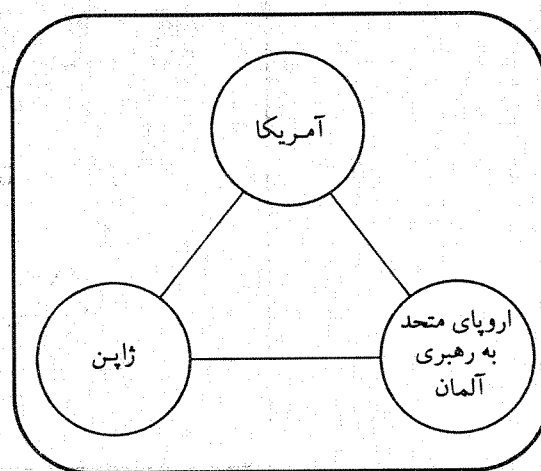 آمریکا
اروپای متحد
به رهبری
آلمان
ژاپن